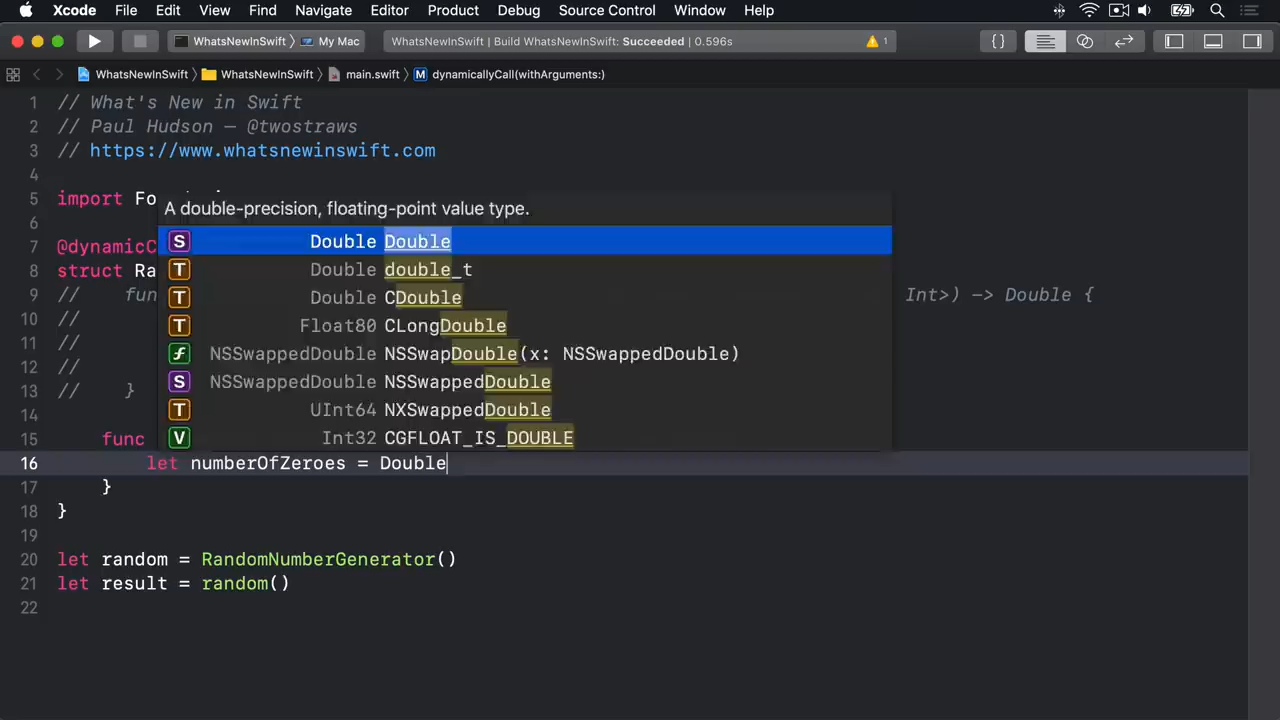 Xcode File Edit View Find Navigate Editor Product Debug Source Control Window Help
WhatsNewInSwift My Mac WhatsNewInSwift | Build WhatsNewInSwift: Succeeded | 0.596s 1
WhatsNewInSwift WhatsNewInSwift main.swift M dynamicallyCall(withArguments:)
1 // What's New in Swift
2 // Paul Hudson — @twostraws
3 // https://www.whatsnewinswift.com
4
5 import Fo
6
A double-precision, floating-point value type.
7 @dynamicC
S Double Double
8 struct Ra
T Double double_t
9 // fun Int>) —> Double {
T Double CDouble
10 //
T Float80 CLongDouble
11 //
f NSSwappedDouble NSSwapDouble(x: NSSwappedDouble)
12 //
S NSSwappedDouble NSSwappedDouble
13 // }
T UInt64 NXSwappedDouble
14
15 func
V Int32 CGFLOAT_IS_DOUBLE
16 let numberOfZeroes = Double
17 }
18 }
19
20 let random = RandomNumberGenerator()
21 let result = random()
22